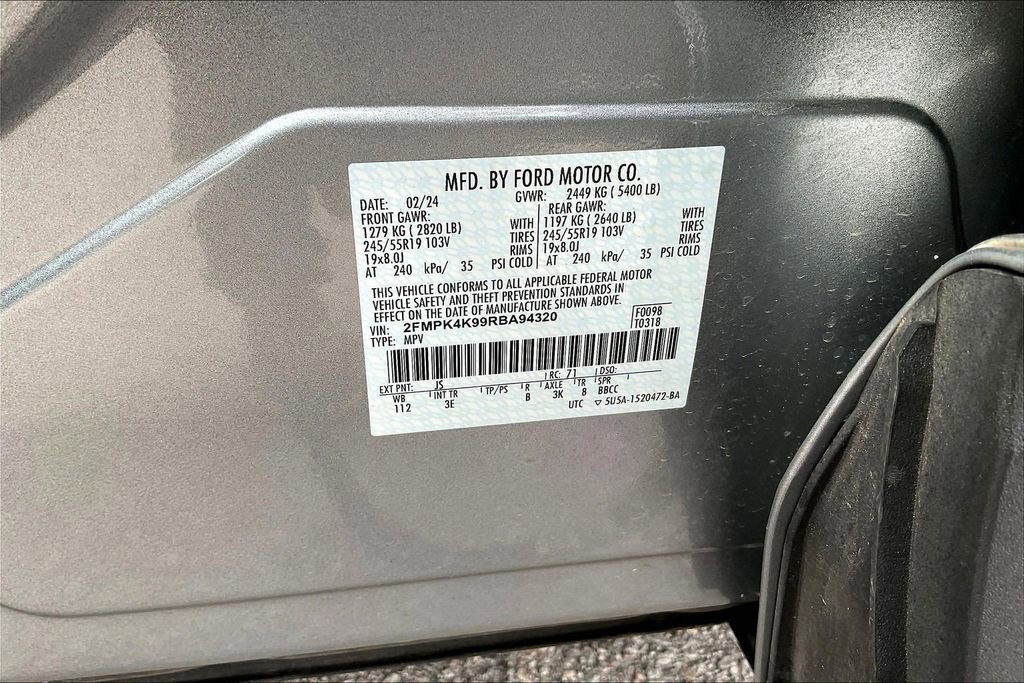 MFD. BY FORD MOTOR CO.
DATE: 02/24 GVWR: 2449 KG ( 5400 LB)
FRONT GAWR: REAR GAWR:
1279 KG ( 2820 LB) WITH 1197 KG ( 2640 LB) WITH
245/55R19 103V TIRES 245/55R19 103V TIRES
19x8.0J RIMS 19x8.0J RIMS
AT 240 kPa/ 35 PSI COLD AT 240 kPa/ 35 PSI COLD
THIS VEHICLE CONFORMS TO ALL APPLICABLE FEDERAL MOTOR
VEHICLE SAFETY AND THEFT PREVENTION STANDARDS IN
EFFECT ON THE DATE OF MANUFACTURE SHOWN ABOVE.
VIN: 2FMPK4K99RBA94320 F0098
TYPE: MPV T0318
EXT PNT: JS RC: 71 DSO:
WB INT TR TP/PS R AXLE TR SPR
112 3E B 3K 8 BBCC
UTC ▽ 5U5A-1520472-BA